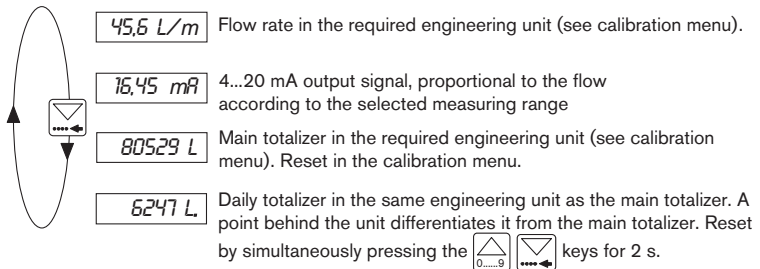 45,6 L/m Flow rate in the required engineering unit (see calibration menu).
16,45 mA 4...20 mA output signal, proportional to the flow
according to the selected measuring range
80529 L Main totalizer in the required engineering unit (see calibration
menu). Reset in the calibration menu.
6247 L. Daily totalizer in the same engineering unit as the main totalizer. A
point behind the unit differentiates it from the main totalizer. Reset
by simultaneously pressing the 0......9 keys for 2 s.